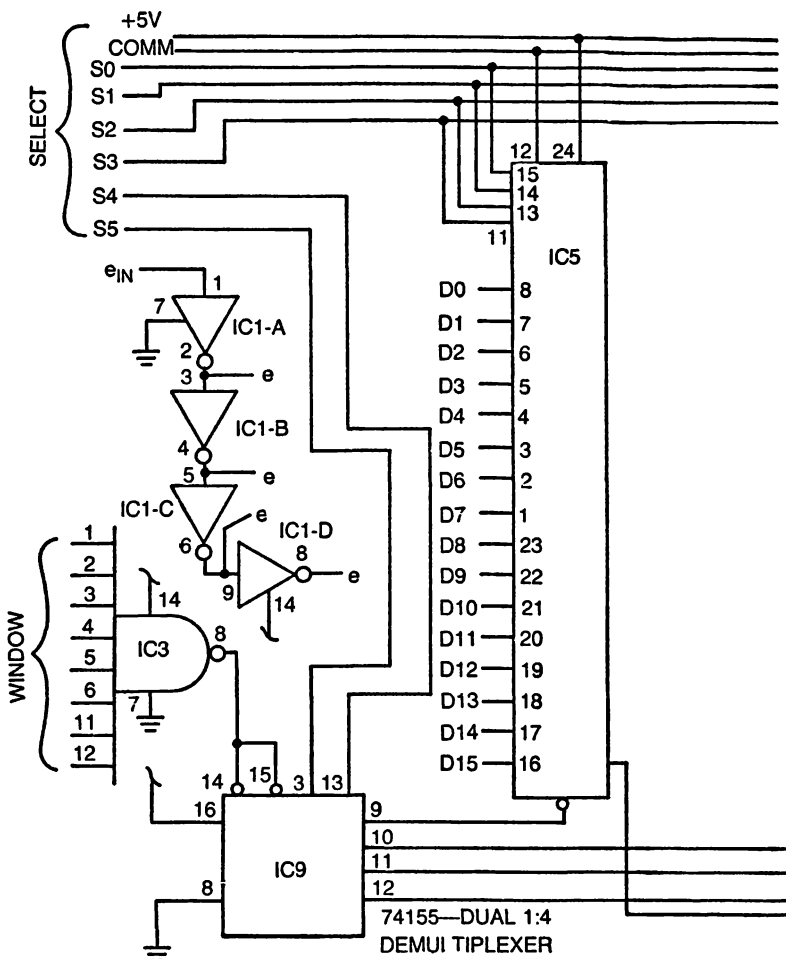 +5V
COMM
S0
S1
S2
S3
S4
S5
SELECT
12 24
15
14
13
11
IC5
e_IN
1
7
IC1-A
2
3
e
IC1-B
4
5
e
IC1-C
6
e
IC1-D
9
8
e
14
D0 8
D1 7
D2 6
D3 5
D4 4
D5 3
D6 2
D7 1
D8 23
D9 22
D10 21
D11 20
D12 19
D13 18
D14 17
D15 16
WINDOW
1
2
3
4
5
6
11
12
14
IC3
8
7
14 15 3 13
16
8
IC9
9
10
11
12
74155—DUAL 1:4
DEMUI TIPLEXER